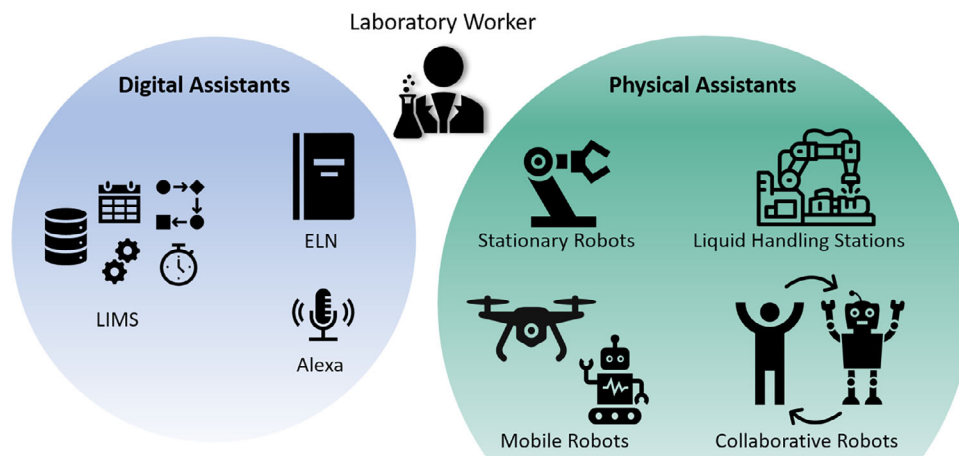 Laboratory Worker
Digital Assistants
Physical Assistants
ELN
LIMS
Alexa
Stationary Robots
Liquid Handling Stations
Mobile Robots
Collaborative Robots